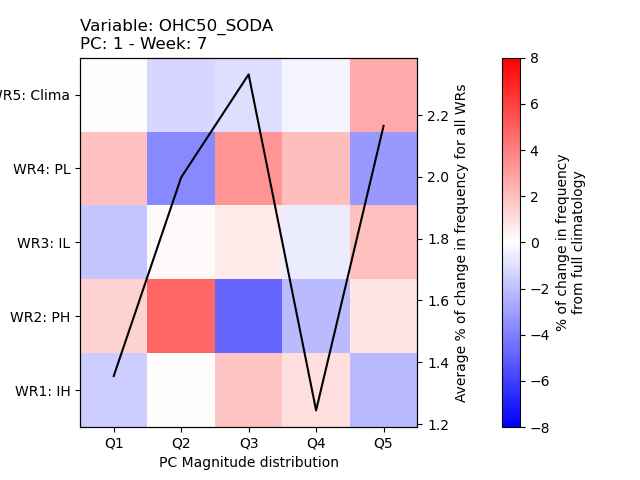 Variable: OHC50_SODA
PC: 1 - Week: 7
WR5: Clima
WR4: PL
WR3: IL
WR2: PH
WR1: IH
Q1 Q2 Q3 Q4 Q5
PC Magnitude distribution
2.2
2.0
1.8
1.6
1.4
1.2
Average % of change in frequency for all WRs
8
6
4
2
0
−2
−4
−6
−8
% of change in frequency
from full climatology